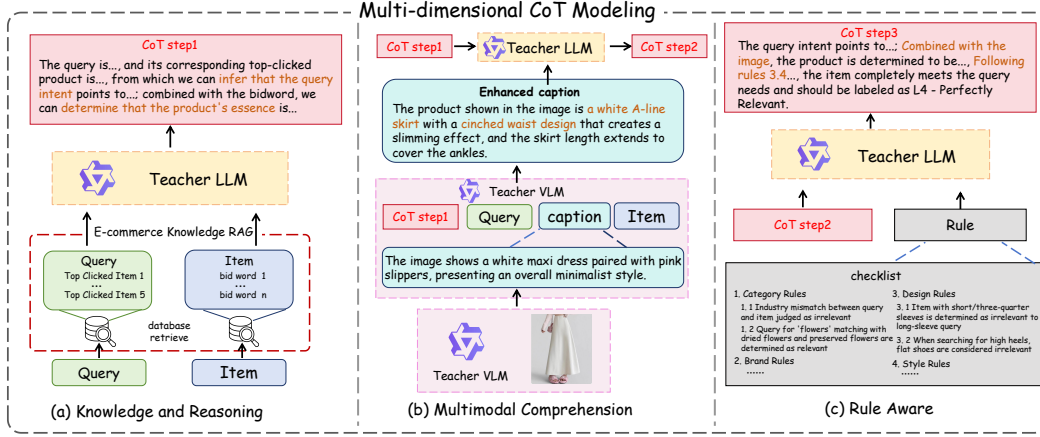 Multi-dimensional CoT Modeling
CoT step1
The query is..., and its corresponding top-clicked
product is..., from which we can infer that the query
intent points to...; combined with the bidword, we
can determine that the product's essence is...
Teacher LLM
E-commerce Knowledge RAG
Query
Top Clicked Item 1
...
Top Clicked Item 5
Item
bid word 1
...
bid word n
database
retrieve
Query
Item
(a) Knowledge and Reasoning
CoT step1
Teacher LLM
CoT step2
Enhanced caption
The product shown in the image is a white A-line
skirt with a cinched waist design that creates a
slimming effect, and the skirt length extends to
cover the ankles.
Teacher VLM
CoT step1
Query
caption
Item
The image shows a white maxi dress paired with pink
slippers, presenting an overall minimalist style.
Teacher VLM
(b) Multimodal Comprehension
CoT step3
The query intent points to...; Combined with the
image, the product is determined to be..., Following
rules 3.4..., the item completely meets the query
needs and should be labeled as L4 - Perfectly
Relevant.
Teacher LLM
CoT step2
Rule
checklist
1. Category Rules
1. 1 Industry mismatch between query
and item judged as irrelevant
1. 2 Query for 'flowers' matching with
dried flowers and preserved flowers are
determined as relevant
2. Brand Rules
......
3. Design Rules
3. 1 Item with short/three-quarter
sleeves is determined as irrelevant to
long-sleeve query
3. 2 When searching for high heels,
flat shoes are considered irrelevant
4. Style Rules
......
(c) Rule Aware